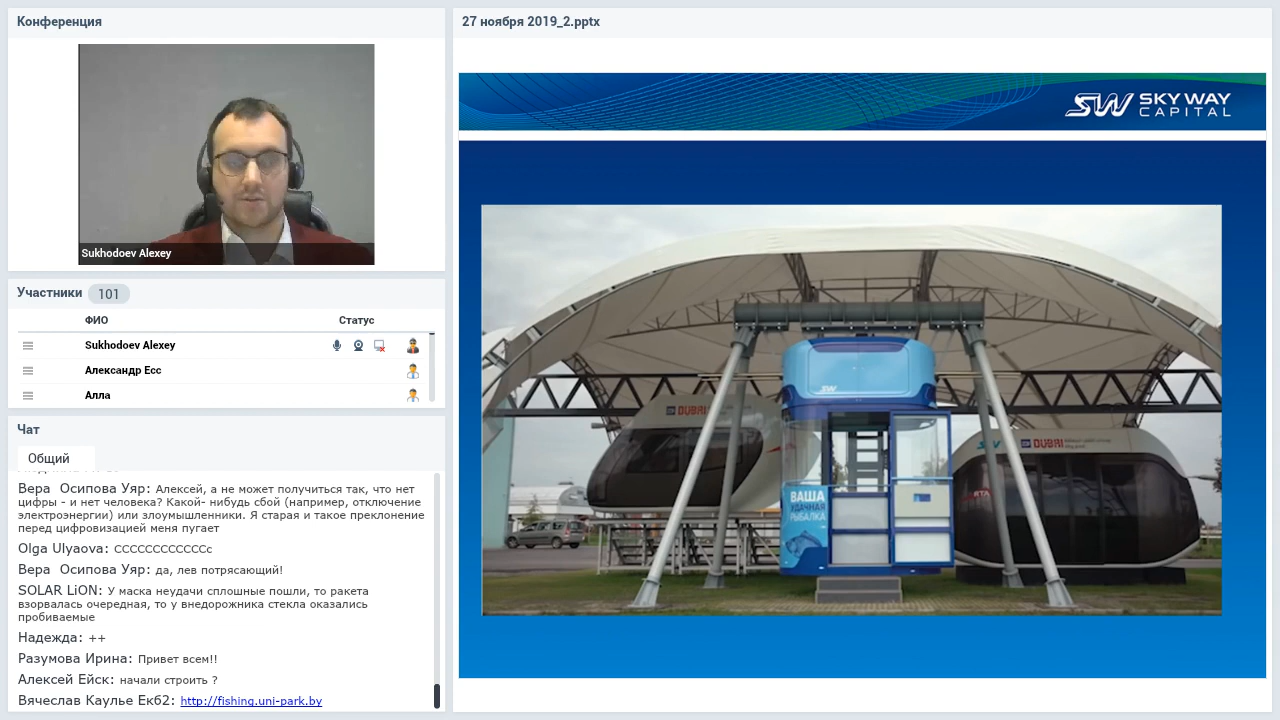 Конференция
Sukhodoev Alexey
Участники 101
ФИО Статус
Sukhodoev Alexey
Александр Есс
Алла
Чат
Общий
Вера Осипова Уяр: Алексей, а не может получиться так, что нет
цифры - и нет человека? Какой- нибудь сбой (например, отключение
электроэнергии) или злоумышленники. Я старая и такое преклонение
перед цифровизацией меня пугает
Olga Ulyaova: ССССССССССССс
Вера Осипова Уяр: да, лев потрясающий!
SOLAR LiON: У маска неудачи сплошные пошли, то ракета
взорвалась очередная, то у внедорожника стекла оказались
пробиваемые
Надежда: ++
Разумова Ирина: Привет всем!!
Алексей Ейск: начали строить ?
Вячеслав Каулье Екб2: http://fishing.uni-park.by
27 ноября 2019_2.pptx
SW SKY WAY
CAPITAL
SW
DUBAI
DUBAI
RTA
ВАША
УДАЧНАЯ
РЫБАЛКА